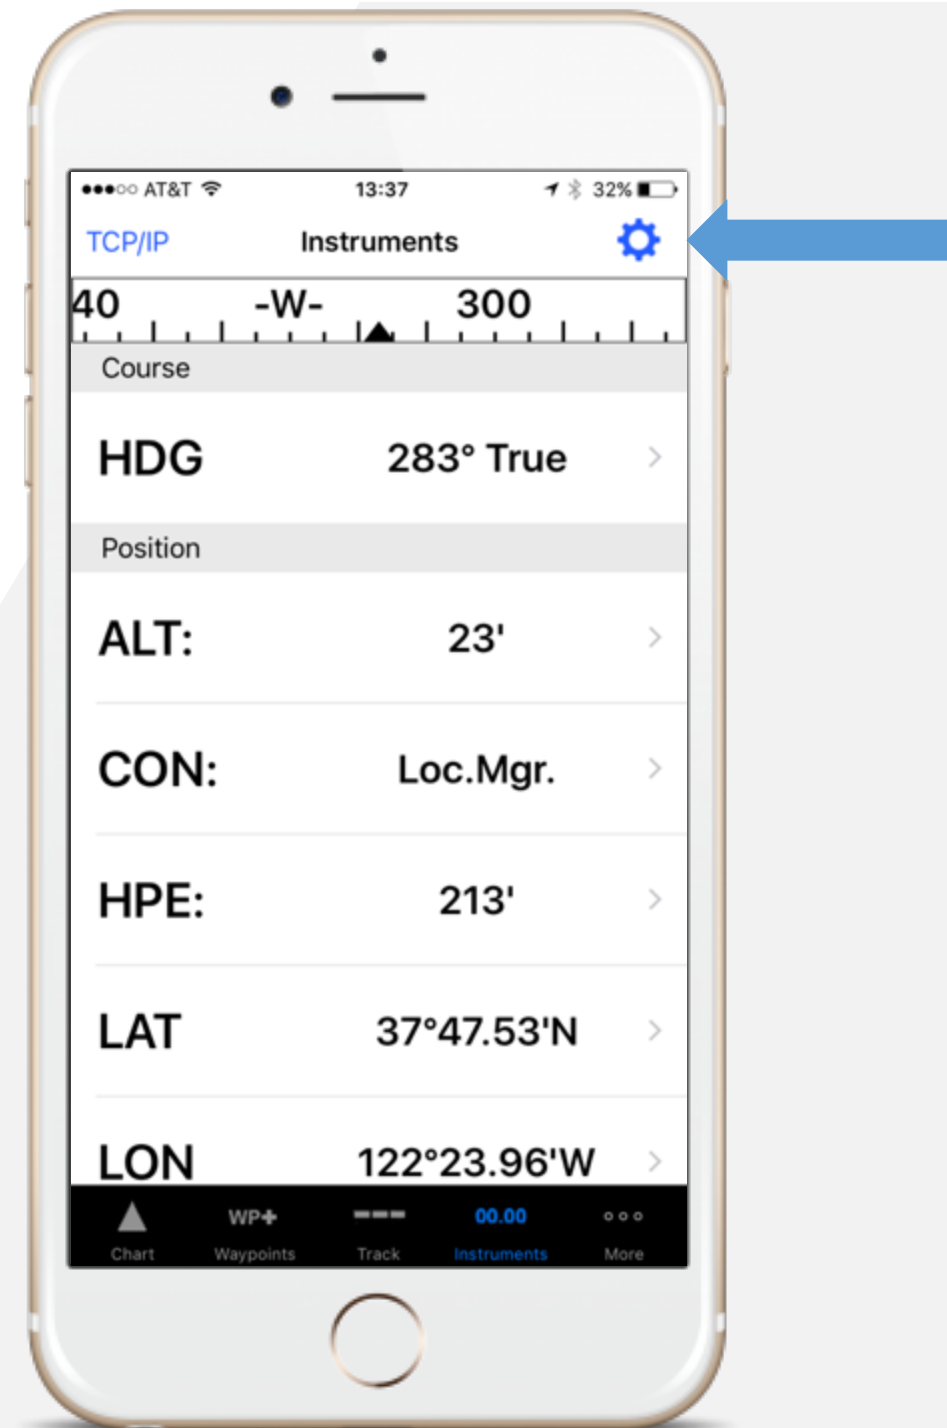 AT&T 13:37 32%
TCP/IP Instruments
40 -W- 300
Course
HDG 283° True
Position
ALT: 23'
CON: Loc.Mgr.
HPE: 213'
LAT 37°47.53'N
LON 122°23.96'W
WP+ 00.00
Chart Waypoints Track Instruments More